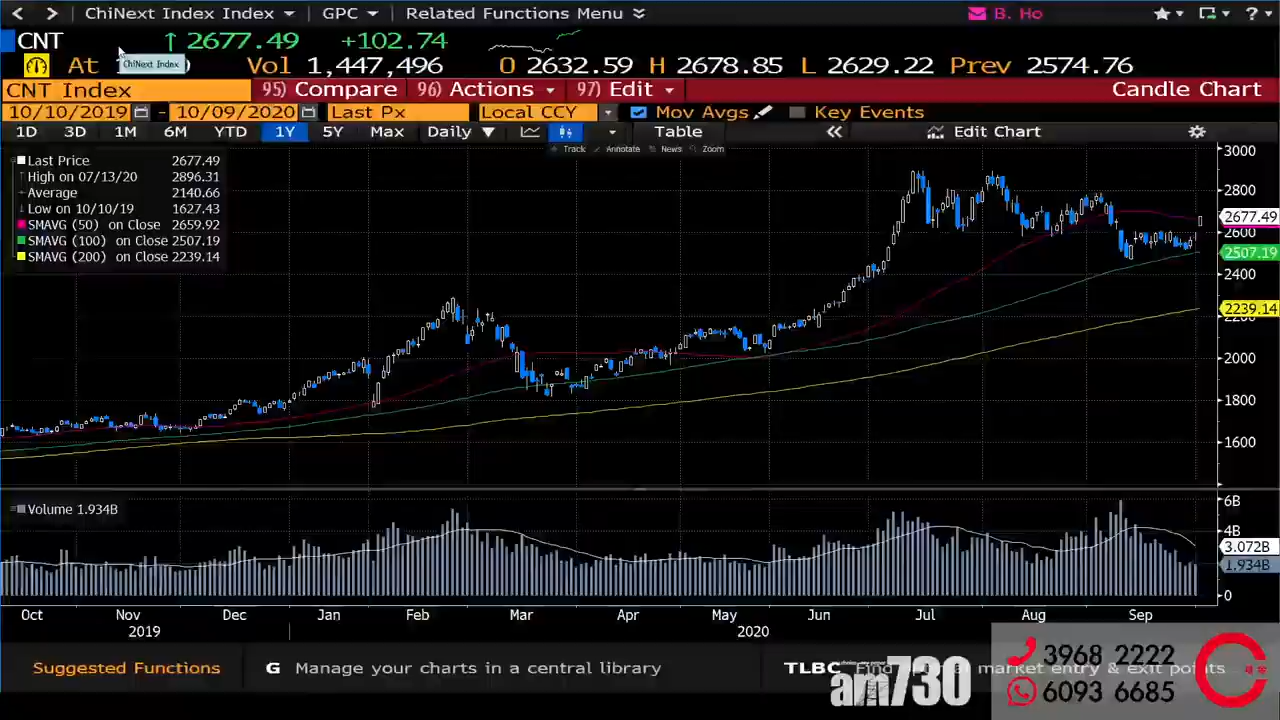 < > ChiNext Index Index GPC Related Functions Menu B. Ho ?
CNT ↑ 2677.49 +102.74
ChiNext Index
At Vol 1,447,496 O 2632.59 H 2678.85 L 2629.22 Prev 2574.76
CNT Index 95) Compare 96) Actions 97) Edit Candle Chart
10/10/2019 - 10/09/2020 Last Px Local CCY Mov Avgs Key Events
1D 3D 1M 6M YTD 1Y 5Y Max Daily ▼ Table « Edit Chart
Track Annotate News Zoom
Last Price 2677.49
High on 07/13/20 2896.31
Average 2140.66
Low on 10/10/19 1627.43
SMAVG (50) on Close 2659.92
SMAVG (100) on Close 2507.19
SMAVG (200) on Close 2239.14
3000
2800
2677.49
2600
2507.19
2400
2239.14
2000
1800
1600
Volume 1.934B
6B
4B
3.072B
1.934B
0
Oct Nov Dec Jan Feb Mar Apr May Jun Jul Aug Sep
2019 2020
Suggested Functions G Manage your charts in a central library TLBC Find market entry & exit points
am730
3968 2222
6093 6685